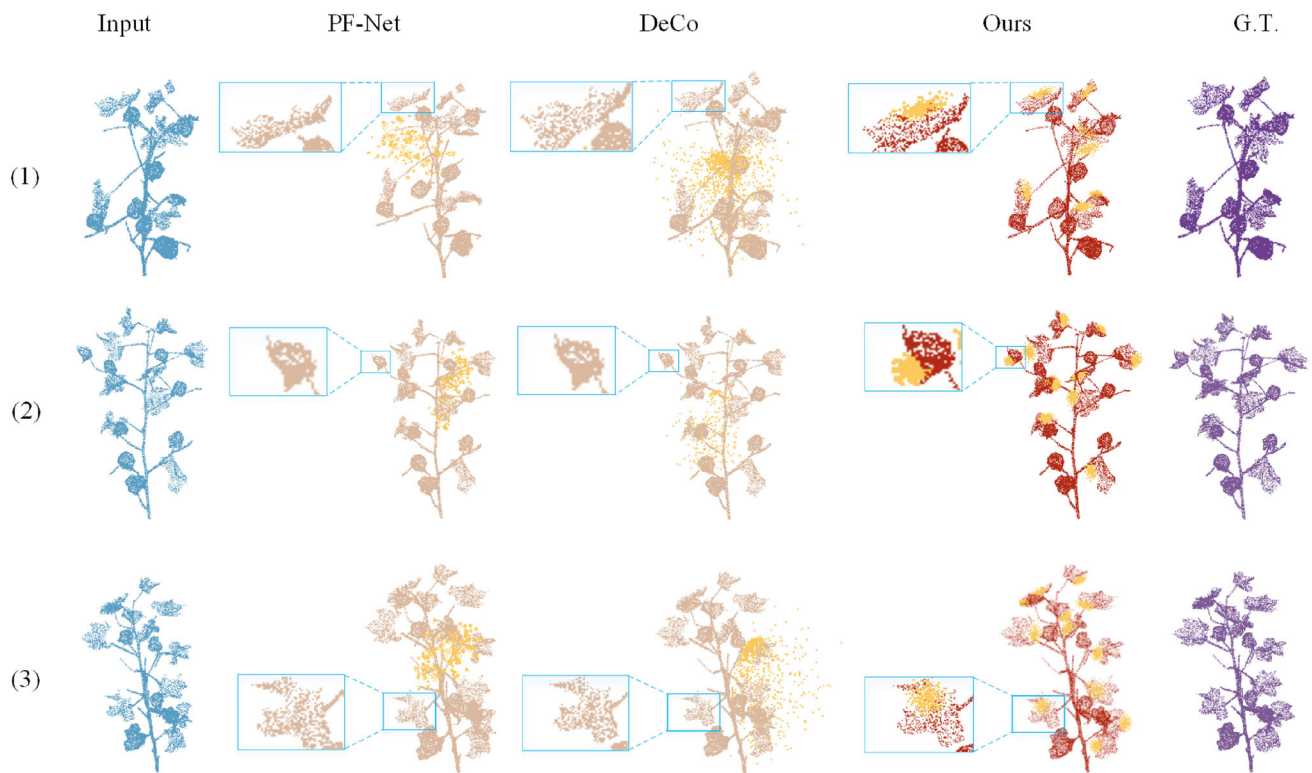 Input PF-Net DeCo Ours G.T.
(1)
(2)
(3)